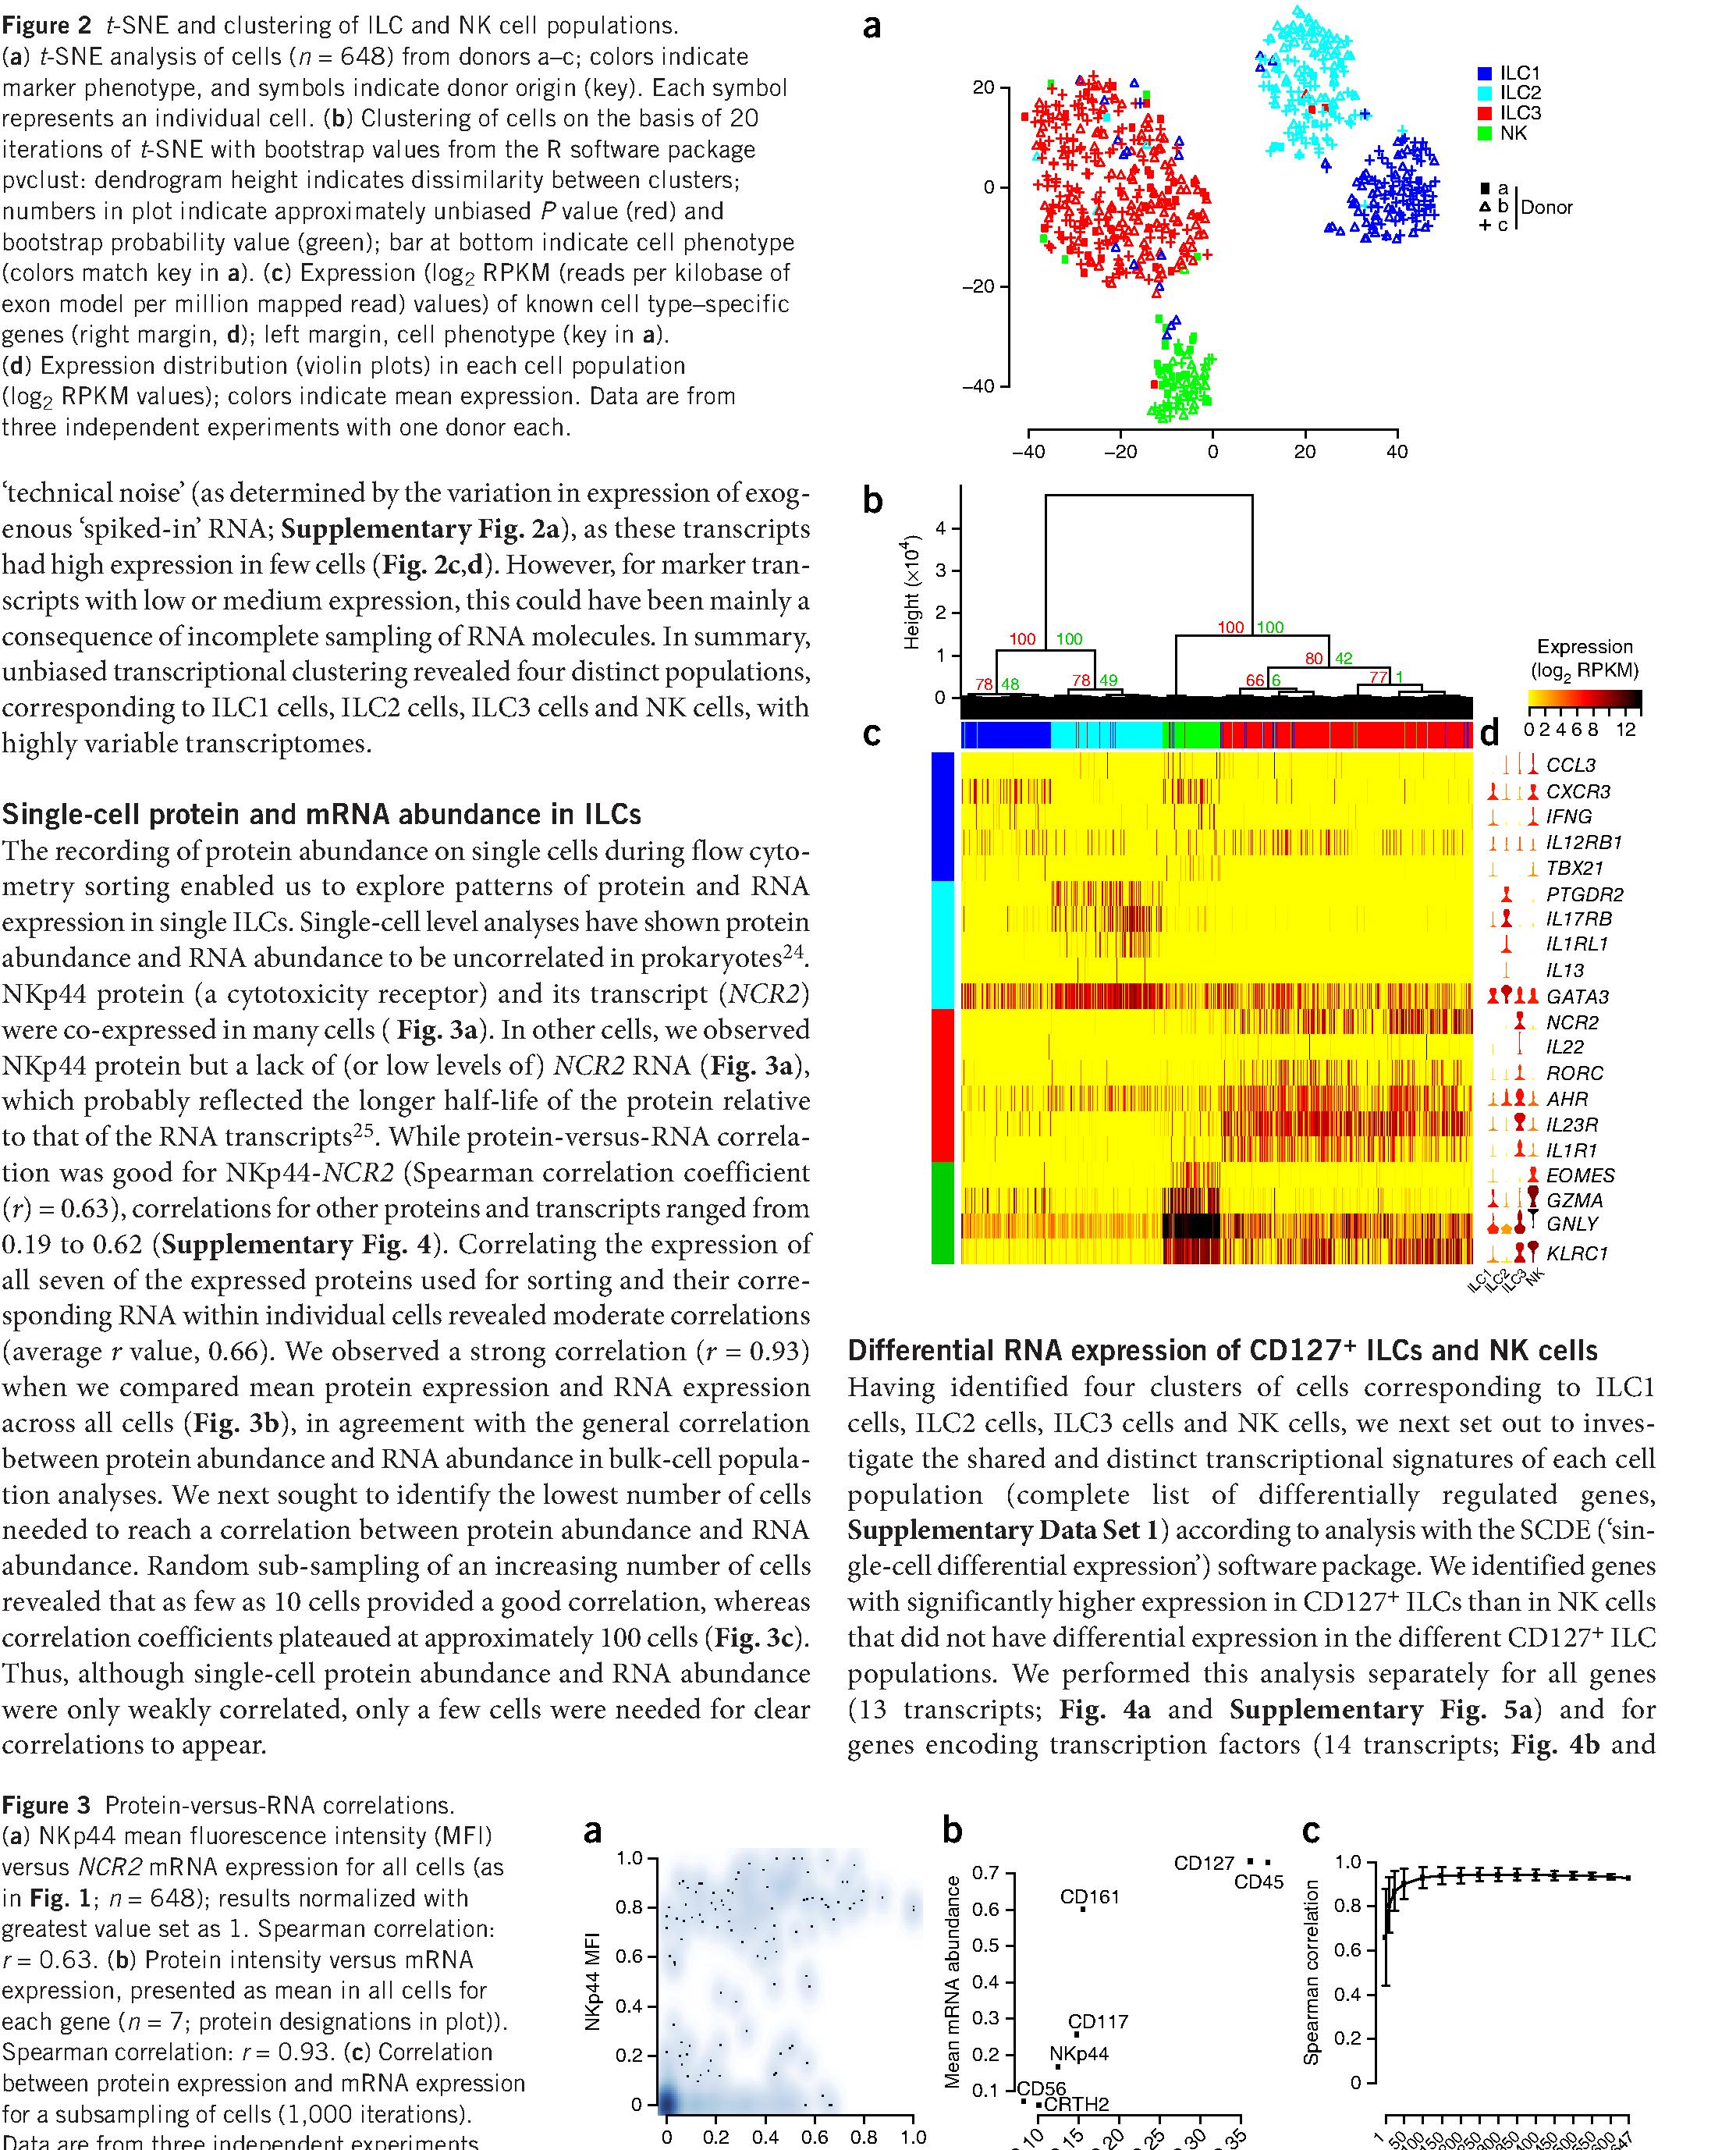 Figure 2 t-SNE and clustering of ILC and NK cell populations.
(a) t-SNE analysis of cells (n = 648) from donors a–c; colors indicate
marker phenotype, and symbols indicate donor origin (key). Each symbol
represents an individual cell. (b) Clustering of cells on the basis of 20
iterations of t-SNE with bootstrap values from the R software package
pvclust: dendrogram height indicates dissimilarity between clusters;
numbers in plot indicate approximately unbiased P value (red) and
bootstrap probability value (green); bar at bottom indicate cell phenotype
(colors match key in a). (c) Expression (log2 RPKM (reads per kilobase of
exon model per million mapped read) values) of known cell type–specific
genes (right margin, d); left margin, cell phenotype (key in a).
(d) Expression distribution (violin plots) in each cell population
(log2 RPKM values); colors indicate mean expression. Data are from
three independent experiments with one donor each.
‘technical noise’ (as determined by the variation in expression of exog-
enous ‘spiked-in’ RNA; Supplementary Fig. 2a), as these transcripts
had high expression in few cells (Fig. 2c,d). However, for marker tran-
scripts with low or medium expression, this could have been mainly a
consequence of incomplete sampling of RNA molecules. In summary,
unbiased transcriptional clustering revealed four distinct populations,
corresponding to ILC1 cells, ILC2 cells, ILC3 cells and NK cells, with
highly variable transcriptomes.
Single-cell protein and mRNA abundance in ILCs
The recording of protein abundance on single cells during flow cyto-
metry sorting enabled us to explore patterns of protein and RNA
expression in single ILCs. Single-cell level analyses have shown protein
abundance and RNA abundance to be uncorrelated in prokaryotes24.
NKp44 protein (a cytotoxicity receptor) and its transcript (NCR2)
were co-expressed in many cells ( Fig. 3a). In other cells, we observed
NKp44 protein but a lack of (or low levels of) NCR2 RNA (Fig. 3a),
which probably reflected the longer half-life of the protein relative
to that of the RNA transcripts25. While protein-versus-RNA correla-
tion was good for NKp44-NCR2 (Spearman correlation coefficient
(r) = 0.63), correlations for other proteins and transcripts ranged from
0.19 to 0.62 (Supplementary Fig. 4). Correlating the expression of
all seven of the expressed proteins used for sorting and their corre-
sponding RNA within individual cells revealed moderate correlations
(average r value, 0.66). We observed a strong correlation (r = 0.93)
when we compared mean protein expression and RNA expression
across all cells (Fig. 3b), in agreement with the general correlation
between protein abundance and RNA abundance in bulk-cell popula-
tion analyses. We next sought to identify the lowest number of cells
needed to reach a correlation between protein abundance and RNA
abundance. Random sub-sampling of an increasing number of cells
revealed that as few as 10 cells provided a good correlation, whereas
correlation coefficients plateaued at approximately 100 cells (Fig. 3c).
Thus, although single-cell protein abundance and RNA abundance
were only weakly correlated, only a few cells were needed for clear
correlations to appear.
a
20
0
–20
–40
–40 –20 0 20 40
ILC1
ILC2
ILC3
NK
a
b
c
Donor
b
Height (×10⁴)
4
3
2
1
0
100 100
100 100
80 42
78 48 78 49 66 6 77 1
Expression
(log2 RPKM)
0 2 4 6 8 12
c
d
CCL3
CXCR3
IFNG
IL12RB1
TBX21
PTGDR2
IL17RB
IL1RL1
IL13
GATA3
NCR2
IL22
RORC
AHR
IL23R
IL1R1
EOMES
GZMA
GNLY
KLRC1
ILC1 ILC2 ILC3 NK
Differential RNA expression of CD127+ ILCs and NK cells
Having identified four clusters of cells corresponding to ILC1
cells, ILC2 cells, ILC3 cells and NK cells, we next set out to inves-
tigate the shared and distinct transcriptional signatures of each cell
population (complete list of differentially regulated genes,
Supplementary Data Set 1) according to analysis with the SCDE (‘sin-
gle-cell differential expression’) software package. We identified genes
with significantly higher expression in CD127+ ILCs than in NK cells
that did not have differential expression in the different CD127+ ILC
populations. We performed this analysis separately for all genes
(13 transcripts; Fig. 4a and Supplementary Fig. 5a) and for
genes encoding transcription factors (14 transcripts; Fig. 4b and
Figure 3 Protein-versus-RNA correlations.
(a) NKp44 mean fluorescence intensity (MFI)
versus NCR2 mRNA expression for all cells (as
in Fig. 1; n = 648); results normalized with
greatest value set as 1. Spearman correlation:
r = 0.63. (b) Protein intensity versus mRNA
expression, presented as mean in all cells for
each gene (n = 7; protein designations in plot)).
Spearman correlation: r = 0.93. (c) Correlation
between protein expression and mRNA expression
for a subsampling of cells (1,000 iterations).
Data are from three independent experiments
a
NKp44 MFI
1.0
0.8
0.6
0.4
0.2
0
0 0.2 0.4 0.6 0.8 1.0
b
Mean mRNA abundance
0.7
0.6
0.5
0.4
0.3
0.2
0.1
CD127
CD45
CD161
CD117
NKp44
CD56
CRTH2
10 15 20 25 30 35
c
Spearman correlation
1.0
0.8
0.6
0.4
0.2
0
1 50